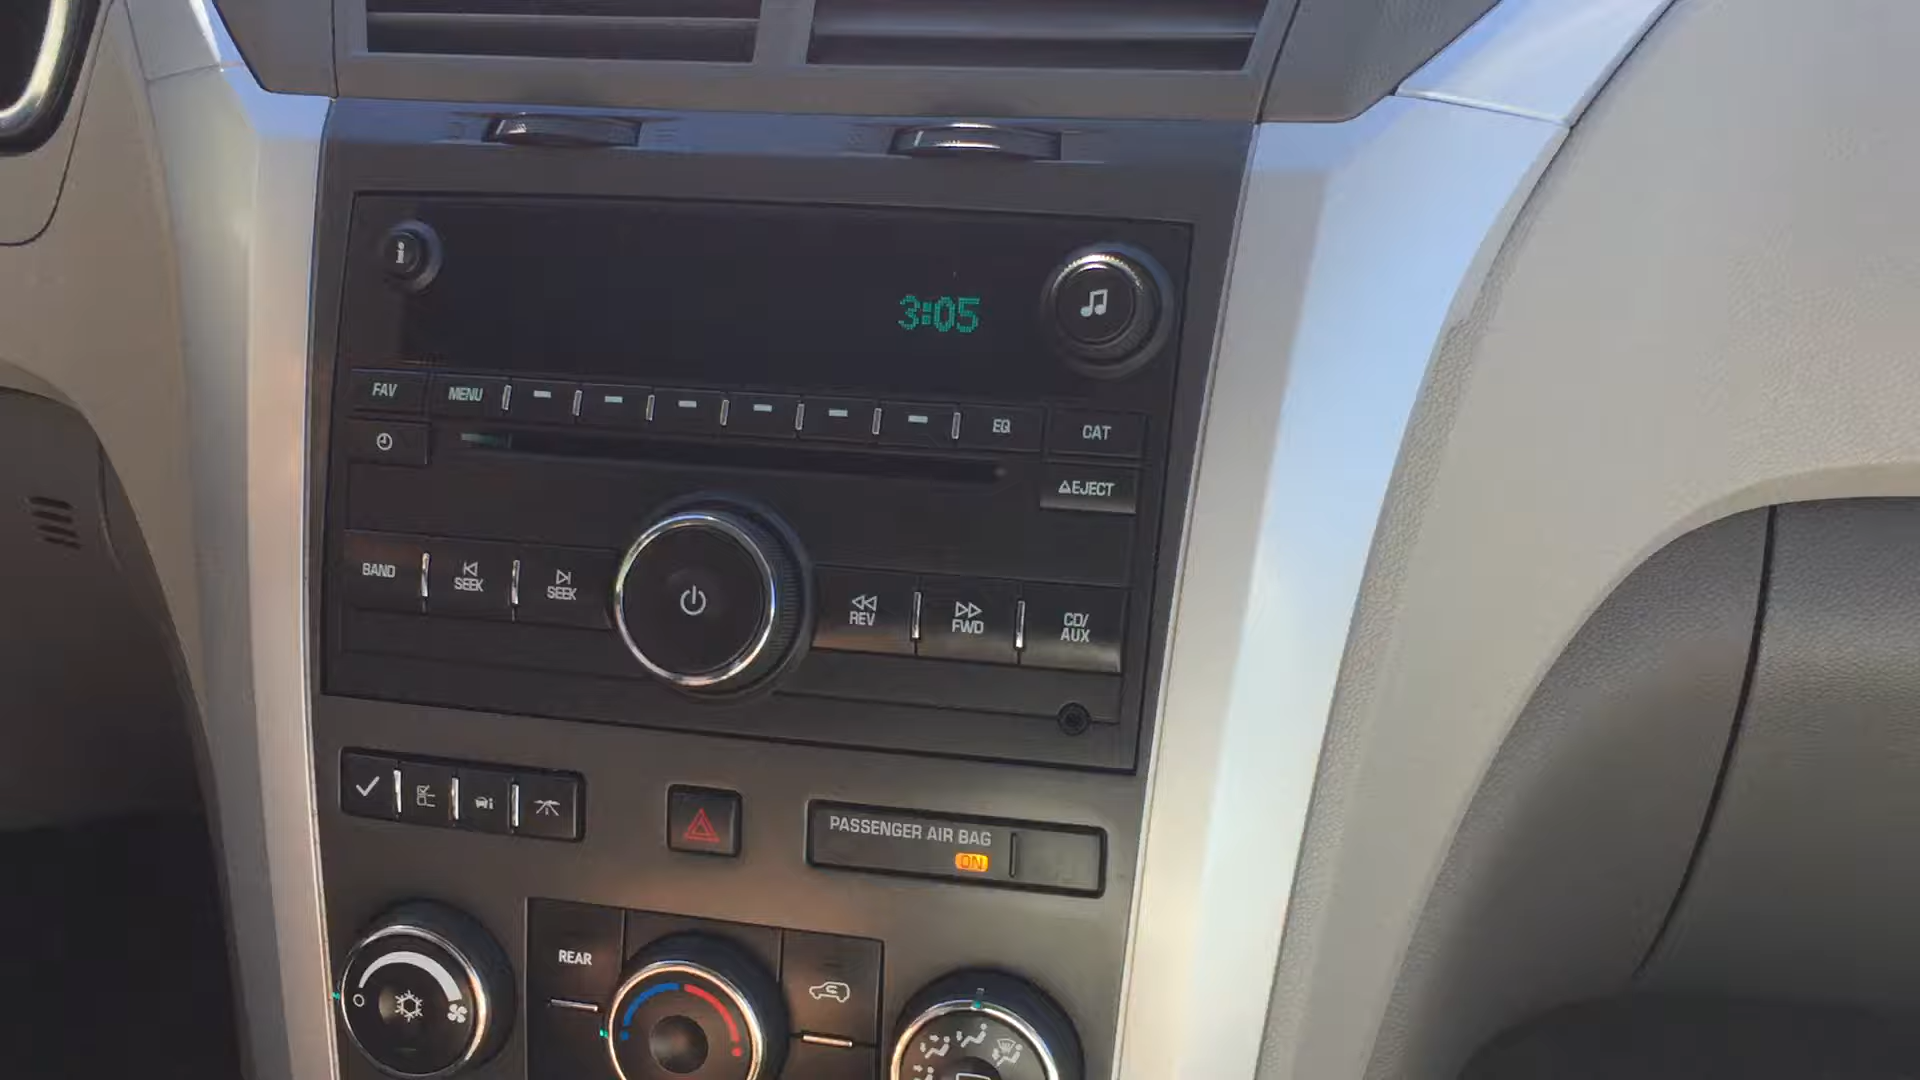 i
3:05
FAV
MENU
EQ
CAT
EJECT
BAND
SEEK
SEEK
REV
FWD
CD/
AUX
PASSENGER AIR BAG
ON
REAR